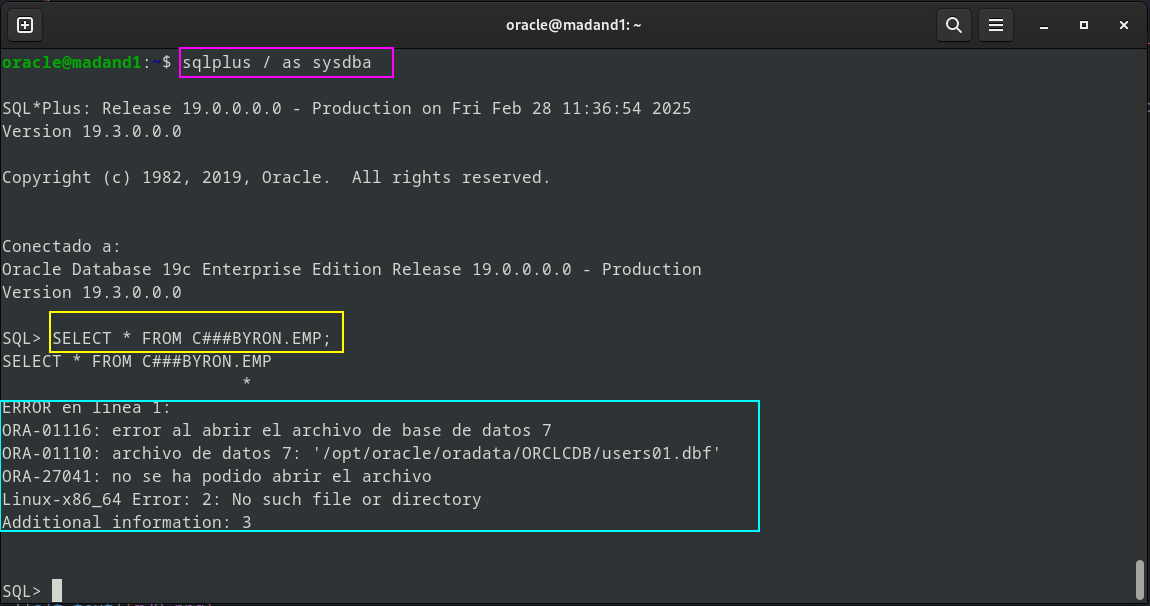 oracle@madand1: ~
oracle@madand1:~$ sqlplus / as sysdba
SQL*Plus: Release 19.0.0.0.0 - Production on Fri Feb 28 11:36:54 2025
Version 19.3.0.0.0
Copyright (c) 1982, 2019, Oracle.  All rights reserved.
Conectado a:
Oracle Database 19c Enterprise Edition Release 19.0.0.0.0 - Production
Version 19.3.0.0.0
SQL> SELECT * FROM C###BYRON.EMP;
SELECT * FROM C###BYRON.EMP
*
ERROR en línea 1:
ORA-01116: error al abrir el archivo de base de datos 7
ORA-01110: archivo de datos 7: '/opt/oracle/oradata/ORCLCDB/users01.dbf'
ORA-27041: no se ha podido abrir el archivo
Linux-x86_64 Error: 2: No such file or directory
Additional information: 3
SQL>